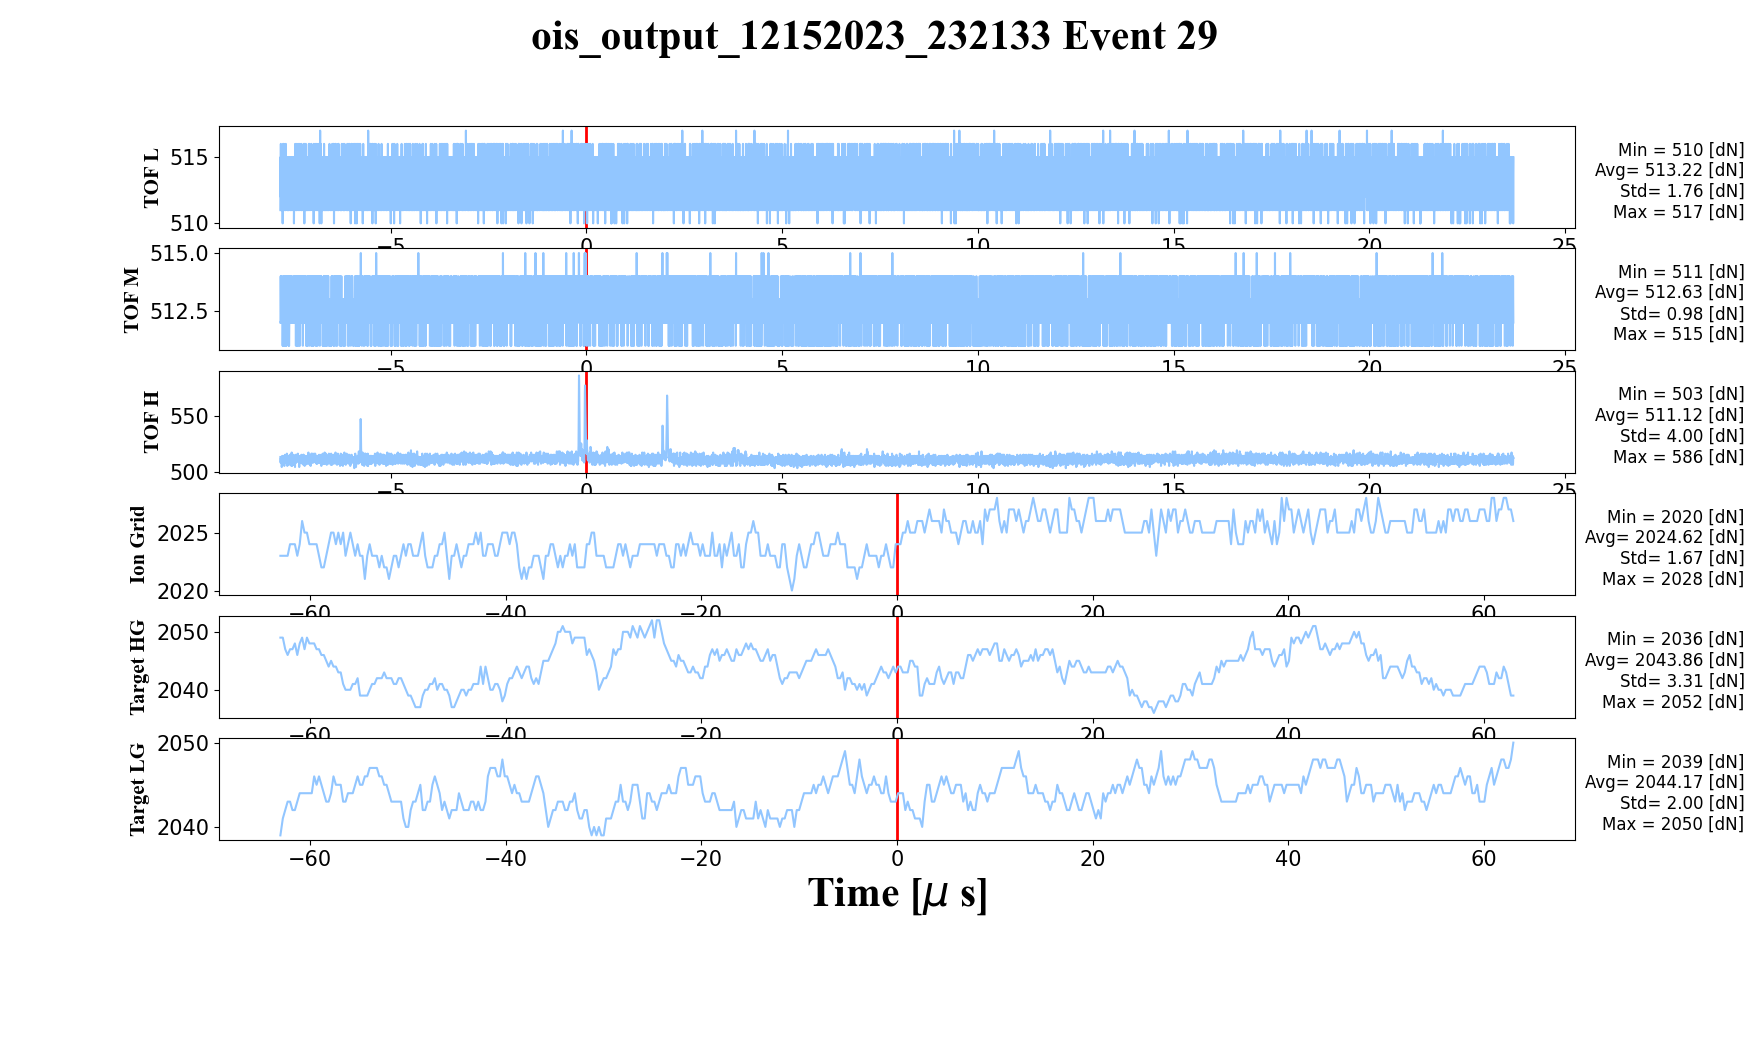 ois_output_12152023_232133 Event 29
TOF L
515
510
Min = 510 [dN]
Avg= 513.22 [dN]
Std= 1.76 [dN]
Max = 517 [dN]
−5 0 5 10 15 20 25
TOF M
515.0
512.5
Min = 511 [dN]
Avg= 512.63 [dN]
Std= 0.98 [dN]
Max = 515 [dN]
−5 0 5 10 15 20 25
TOF H
550
500
Min = 503 [dN]
Avg= 511.12 [dN]
Std= 4.00 [dN]
Max = 586 [dN]
−5 0 5 10 15 20 25
Ion Grid
2025
2020
Min = 2020 [dN]
Avg= 2024.62 [dN]
Std= 1.67 [dN]
Max = 2028 [dN]
−60 −40 −20 0 20 40 60
Target HG
2050
2040
Min = 2036 [dN]
Avg= 2043.86 [dN]
Std= 3.31 [dN]
Max = 2052 [dN]
−60 −40 −20 0 20 40 60
Target LG
2050
2040
Min = 2039 [dN]
Avg= 2044.17 [dN]
Std= 2.00 [dN]
Max = 2050 [dN]
−60 −40 −20 0 20 40 60
Time [μ s]